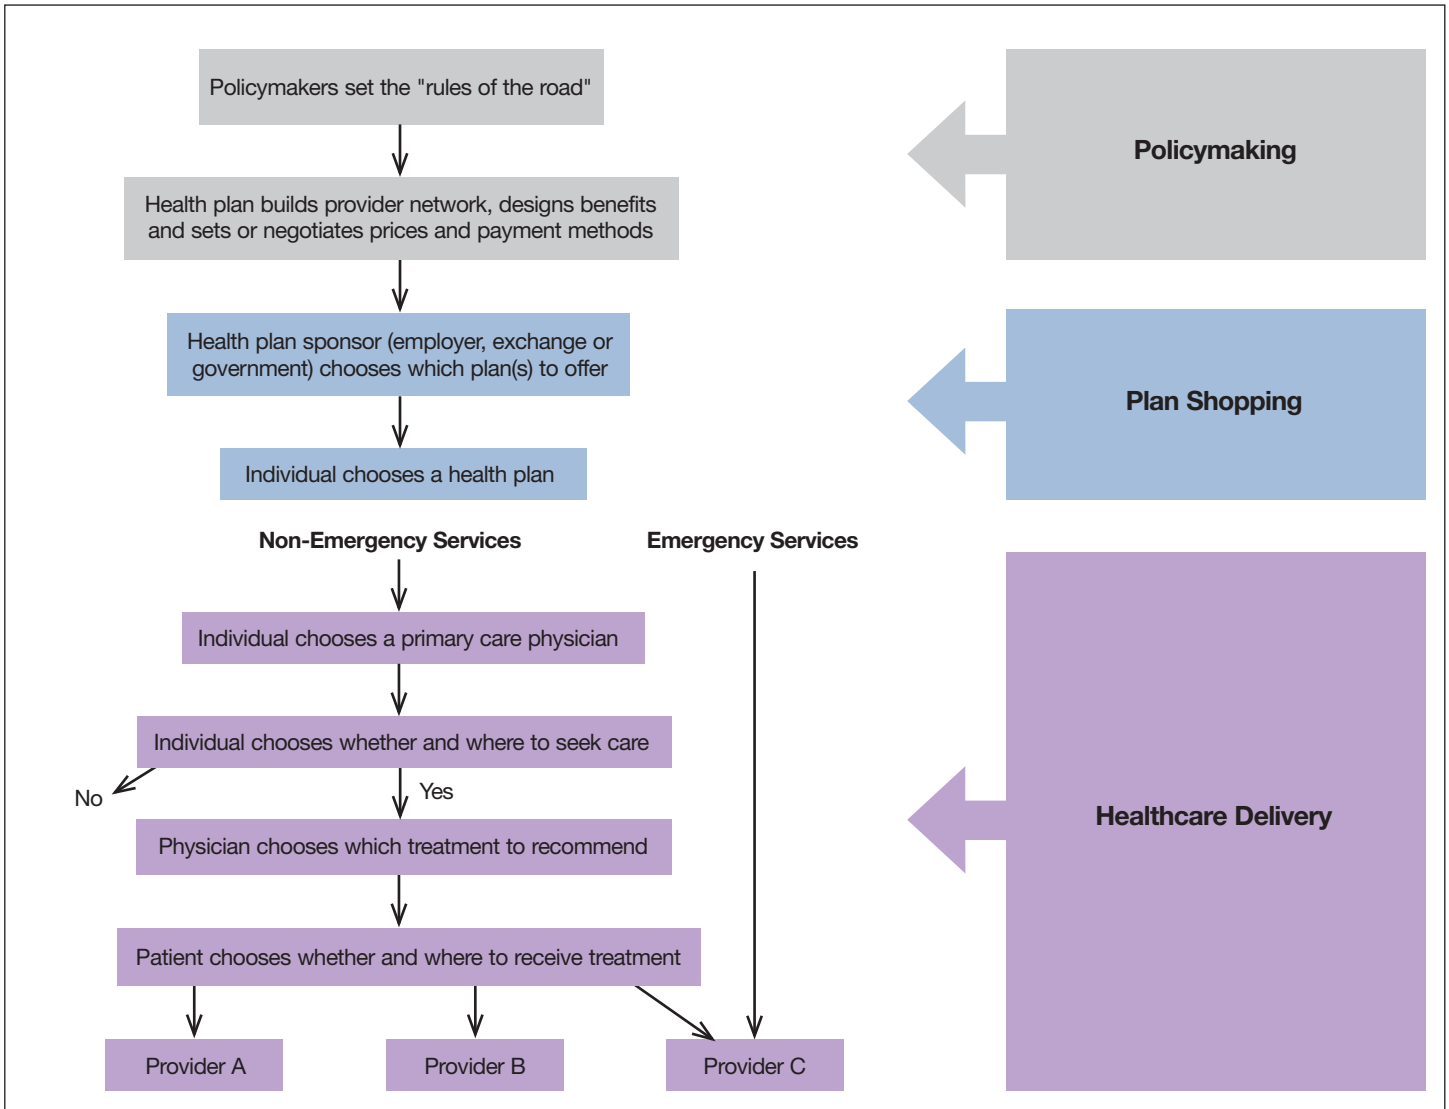 Policymakers set the "rules of the road"
Policymaking
Health plan builds provider network, designs benefits
and sets or negotiates prices and payment methods
Health plan sponsor (employer, exchange or
government) chooses which plan(s) to offer
Plan Shopping
Individual chooses a health plan
Non-Emergency Services
Emergency Services
Individual chooses a primary care physician
Individual chooses whether and where to seek care
No
Yes
Healthcare Delivery
Physician chooses which treatment to recommend
Patient chooses whether and where to receive treatment
Provider A
Provider B
Provider C